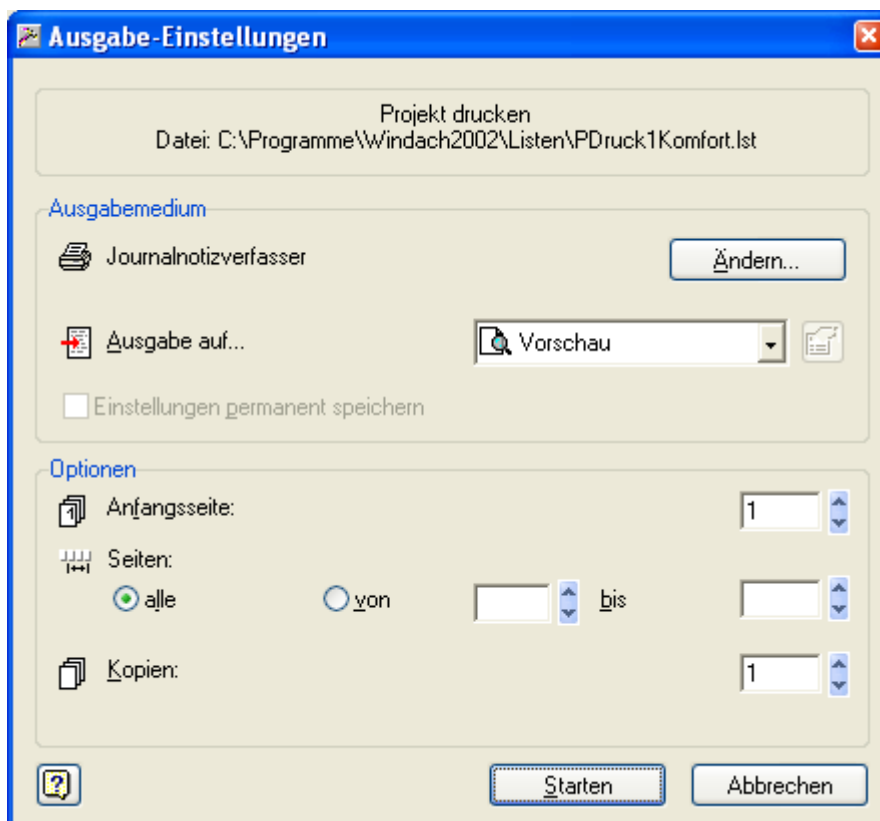 Ausgabe-Einstellungen
Projekt drucken
Datei: C:\Programme\Windach2002\Listen\PDruck1Komfort.lst
Ausgabemedium
Journalnotizverfasser
Ändern...
Ausgabe auf...
Vorschau
Einstellungen permanent speichern
Optionen
Anfangsseite:
1
Seiten:
alle von bis
Kopien:
1
Starten Abbrechen